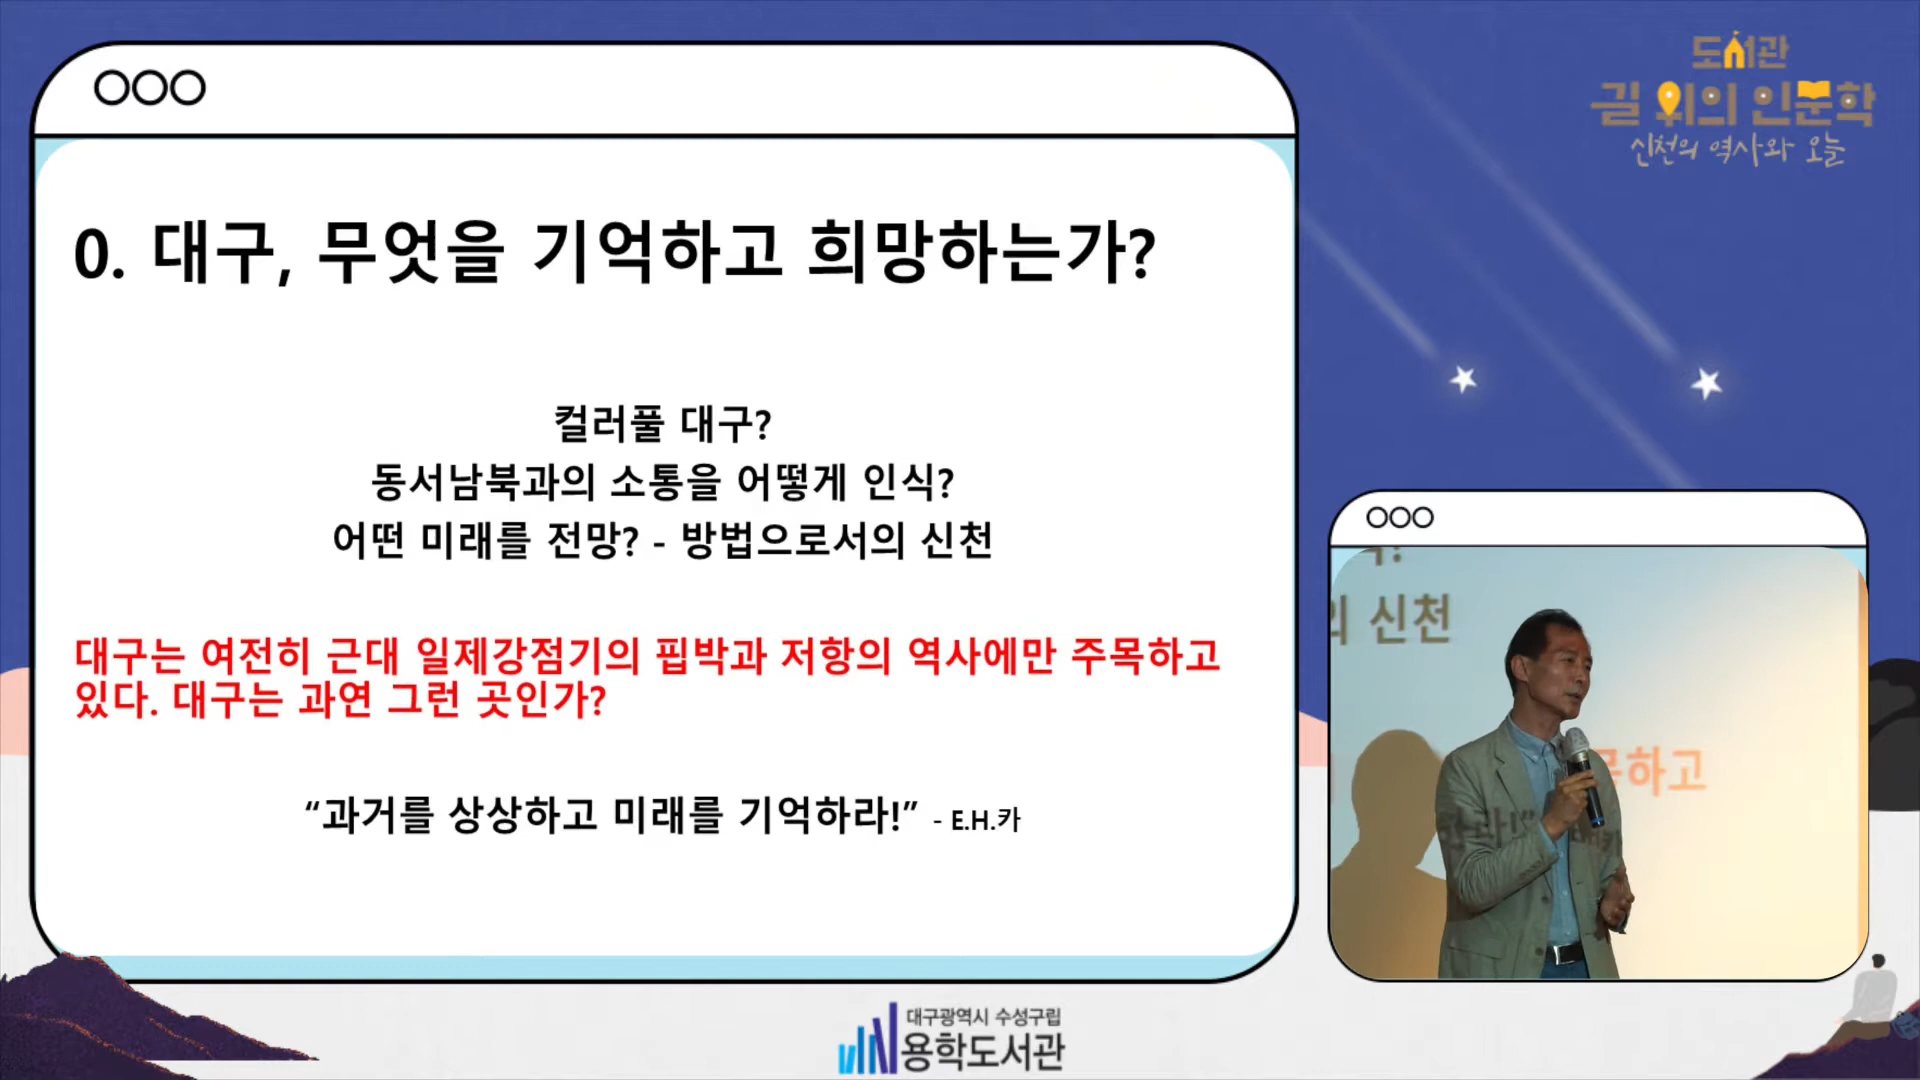 도서관
길 위의 인문학
신천의 역사와 오늘
0. 대구, 무엇을 기억하고 희망하는가?
컬러풀 대구?
동서남북과의 소통을 어떻게 인식?
어떤 미래를 전망? - 방법으로서의 신천
대구는 여전히 근대 일제강점기의 핍박과 저항의 역사에만 주목하고
있다. 대구는 과연 그런 곳인가?
“과거를 상상하고 미래를 기억하라!” - E.H.카
의 신천
목하고
대구광역시 수성구립
용학도서관